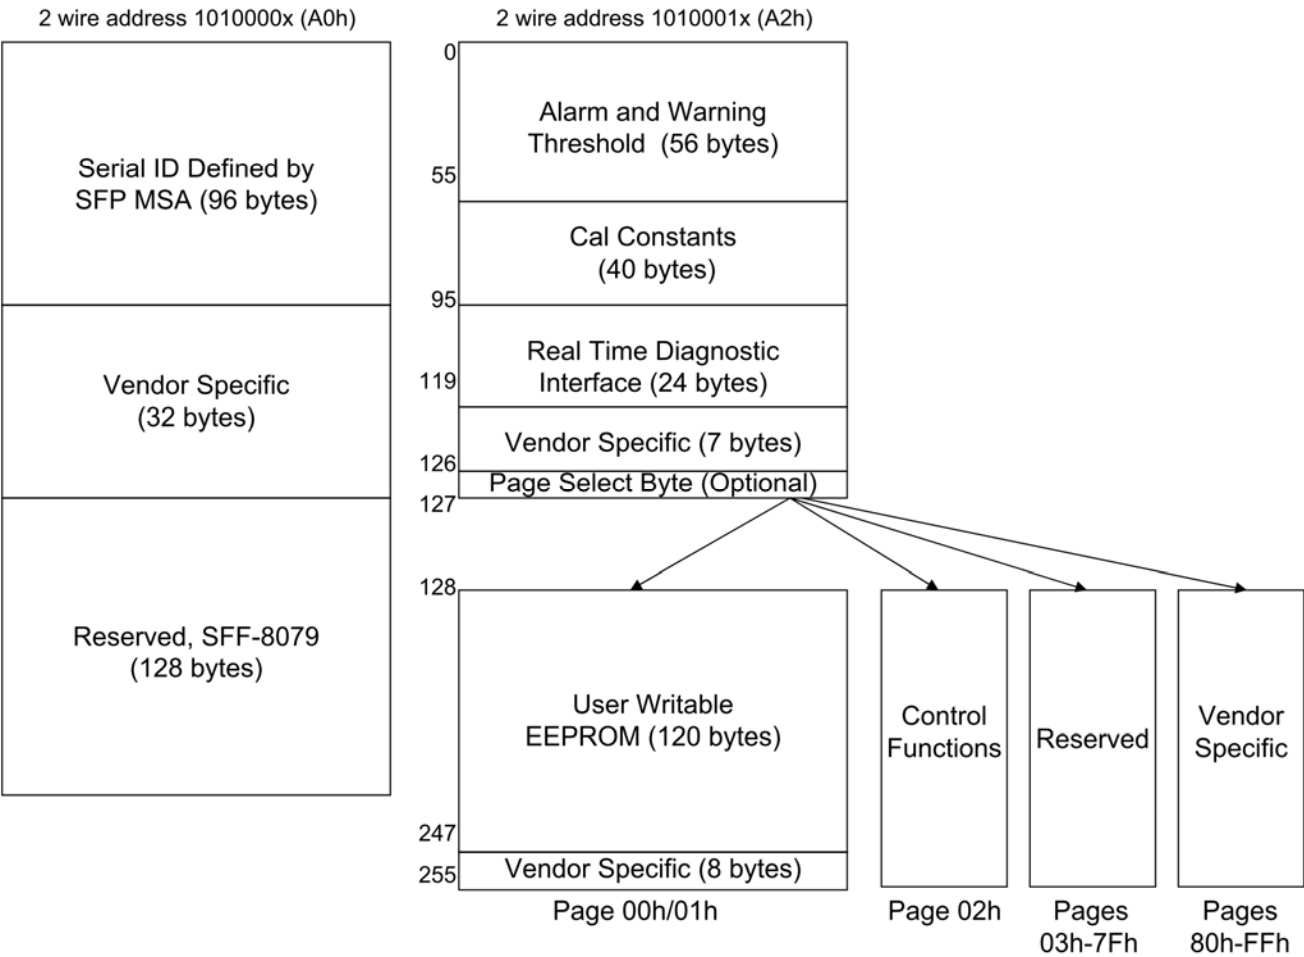 2 wire address 1010000x (A0h)
Serial ID Defined by
SFP MSA (96 bytes)
Vendor Specific
(32 bytes)
Reserved, SFF-8079
(128 bytes)
2 wire address 1010001x (A2h)
0
Alarm and Warning
Threshold (56 bytes)
55
Cal Constants
(40 bytes)
95
Real Time Diagnostic
Interface (24 bytes)
119
Vendor Specific (7 bytes)
126
Page Select Byte (Optional)
127
128
User Writable
EEPROM (120 bytes)
247
Vendor Specific (8 bytes)
255
Page 00h/01h
Control
Functions
Page 02h
Reserved
Pages
03h-7Fh
Vendor
Specific
Pages
80h-FFh